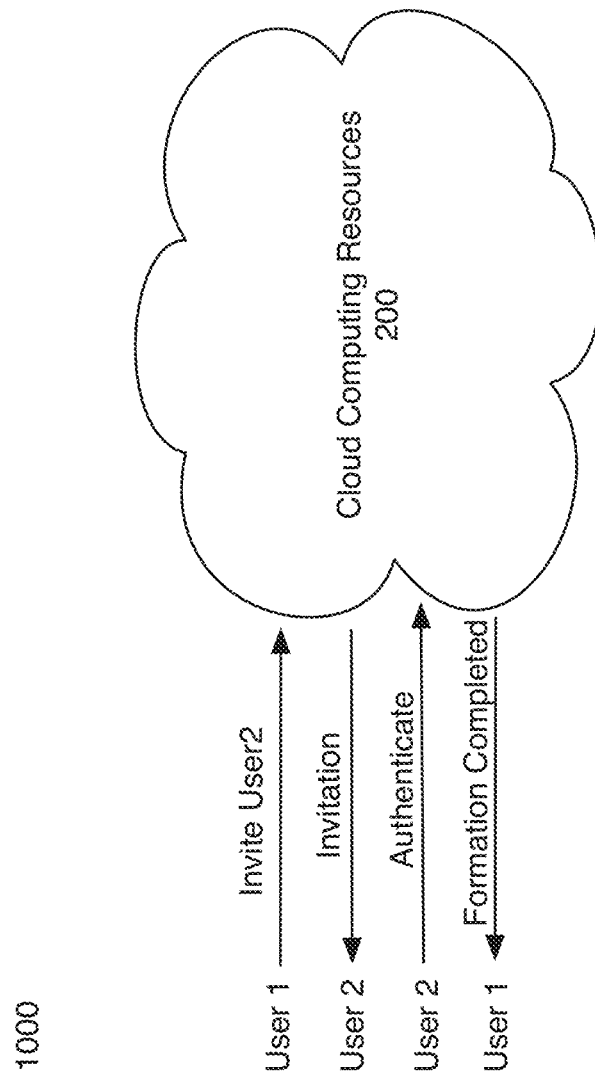 1000
User 1
Invite User2
User 2
Invitation
User 2
Authenticate
User 1
Formation Completed
Cloud Computing Resources
200